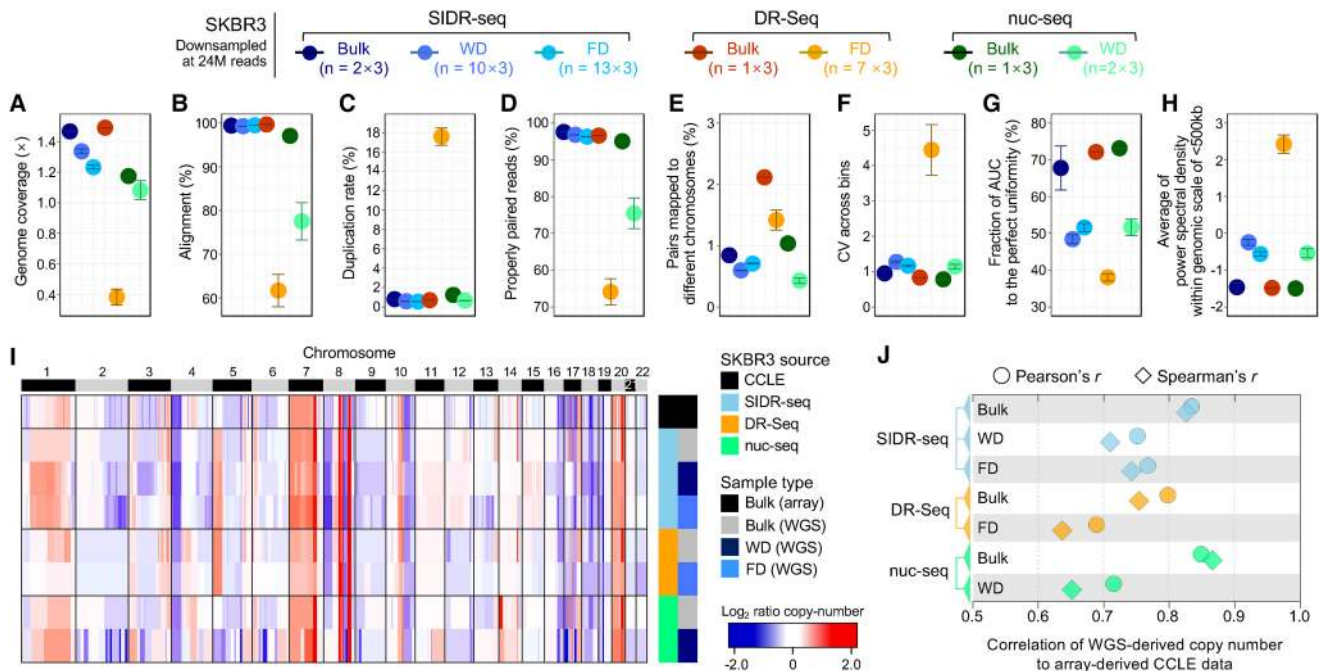 SKBR3
Downsampled
at 24M reads
SIDR-seq
DR-Seq
nuc-seq
Bulk
(n = 2×3)
WD
(n = 10×3)
FD
(n = 13×3)
Bulk
(n = 1×3)
FD
(n = 7 ×3)
Bulk
(n = 1×3)
WD
(n=2×3)
A
Genome coverage (×)
1.4
1.2
1.0
0.8
0.6
0.4
B
Alignment (%)
100
90
80
70
60
C
Duplication rate (%)
18
16
14
12
10
8
6
4
2
0
D
Properly paired reads (%)
100
95
90
85
80
75
70
E
Pairs mapped to
different chromosomes (%)
3
2
1
0
F
CV across bins
5
4
3
2
1
0
G
Fraction of AUC
to the perfect uniformity (%)
80
70
60
50
40
30
H
Average of
power spectral density
within genomic scale of <500kb
3
2
1
0
-1
-2
I
Chromosome
1 2 3 4 5 6 7 8 9 10 11 12 13 14 15 16 17 18 19 20 21 22
SKBR3 source
CCLE
SIDR-seq
DR-Seq
nuc-seq
Sample type
Bulk (array)
Bulk (WGS)
WD (WGS)
FD (WGS)
Log₂ ratio copy-number
-2.0 0 2.0
J
Pearson's r
Spearman's r
SIDR-seq
Bulk
WD
FD
DR-Seq
Bulk
FD
nuc-seq
Bulk
WD
0.5 0.6 0.7 0.8 0.9 1.0
Correlation of WGS-derived copy number
to array-derived CCLE data